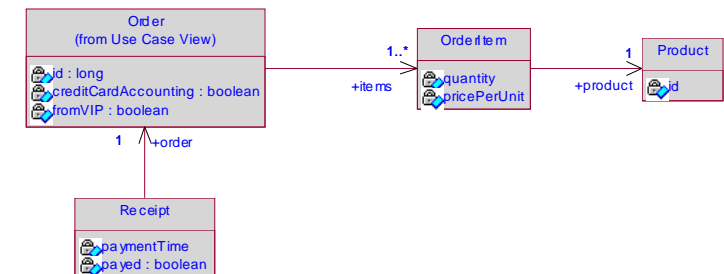 Order
(from Use Case View)
id : long
creditCardAccounting : boolean
fromVIP : boolean
1..*
+items
OrderItem
quantity
pricePerUnit
1
+product
Product
id
1
+order
Receipt
paymentTime
payed : boolean